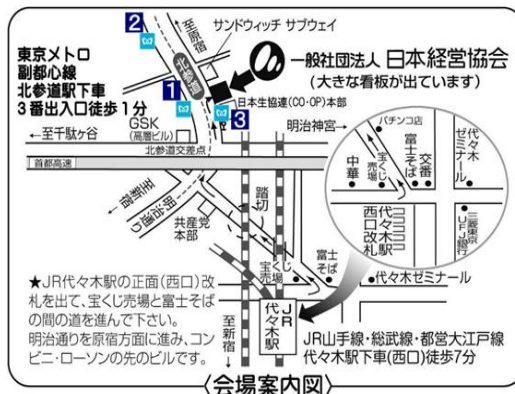 2
至原宿
サンドウィッチ サブウェイ
北参道
一般社団法人 日本経営協会
(大きな看板が出ています)
東京メトロ
副都心線
北参道駅下車
3番出入口徒歩1分
1
日本生協連(CO・OP)本部
3
GSK
(高層ビル)
←至千駄ケ谷
北参道交差点
明治神宮→
首都高速
至新宿
明治通り
共産党
本部
踏切
パチンコ店
宝くじ
売場
中華
富士そば
交番
代々木
ゼミナール
代々木駅
西口改札
三菱東京
UFJ銀行
宝くじ
売場
富士
そば
代々木ゼミナール
★JR代々木駅の正面(西口)改
札を出て、宝くじ売場と富士そば
の間の道を進んで下さい。
明治通りを原宿方面に進み、コン
ビニ・ローソンの先のビルです。
至新宿
JR
代々木駅
JR山手線・総武線・都営大江戸線
代々木駅下車(西口)徒歩7分
〈会場案内図〉